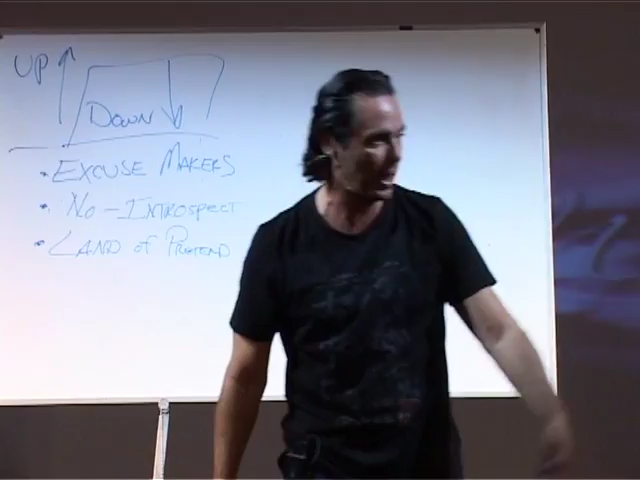 UP
DOWN
• EXCUSE MAKERS
• NO-INTROSPECT
• LAND OF PRETEND